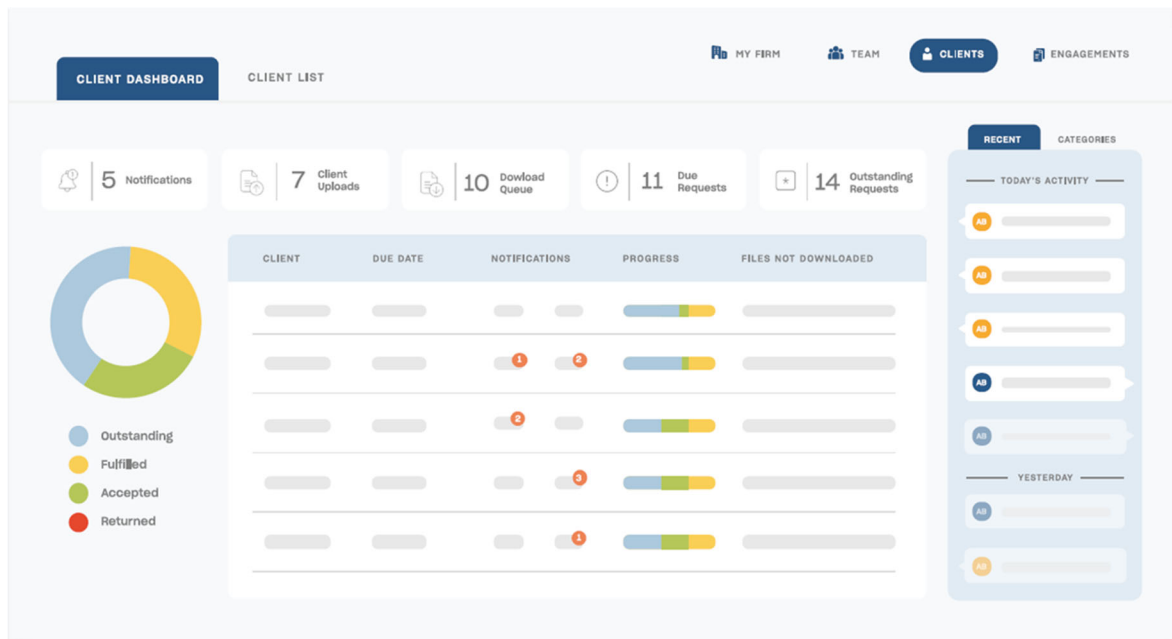 MY FIRM
TEAM
CLIENTS
ENGAGEMENTS
CLIENT DASHBOARD
CLIENT LIST
5 Notifications
7 Client
Uploads
10 Dowload
Queue
! 11 Due
Requests
* 14 Outstanding
Requests
Outstanding
Fulfilled
Accepted
Returned
CLIENT DUE DATE NOTIFICATIONS PROGRESS FILES NOT DOWNLOADED
1 2
2
3
1
RECENT CATEGORIES
TODAY'S ACTIVITY
AB
AB
AB
AB
AB
YESTERDAY
AB
AB